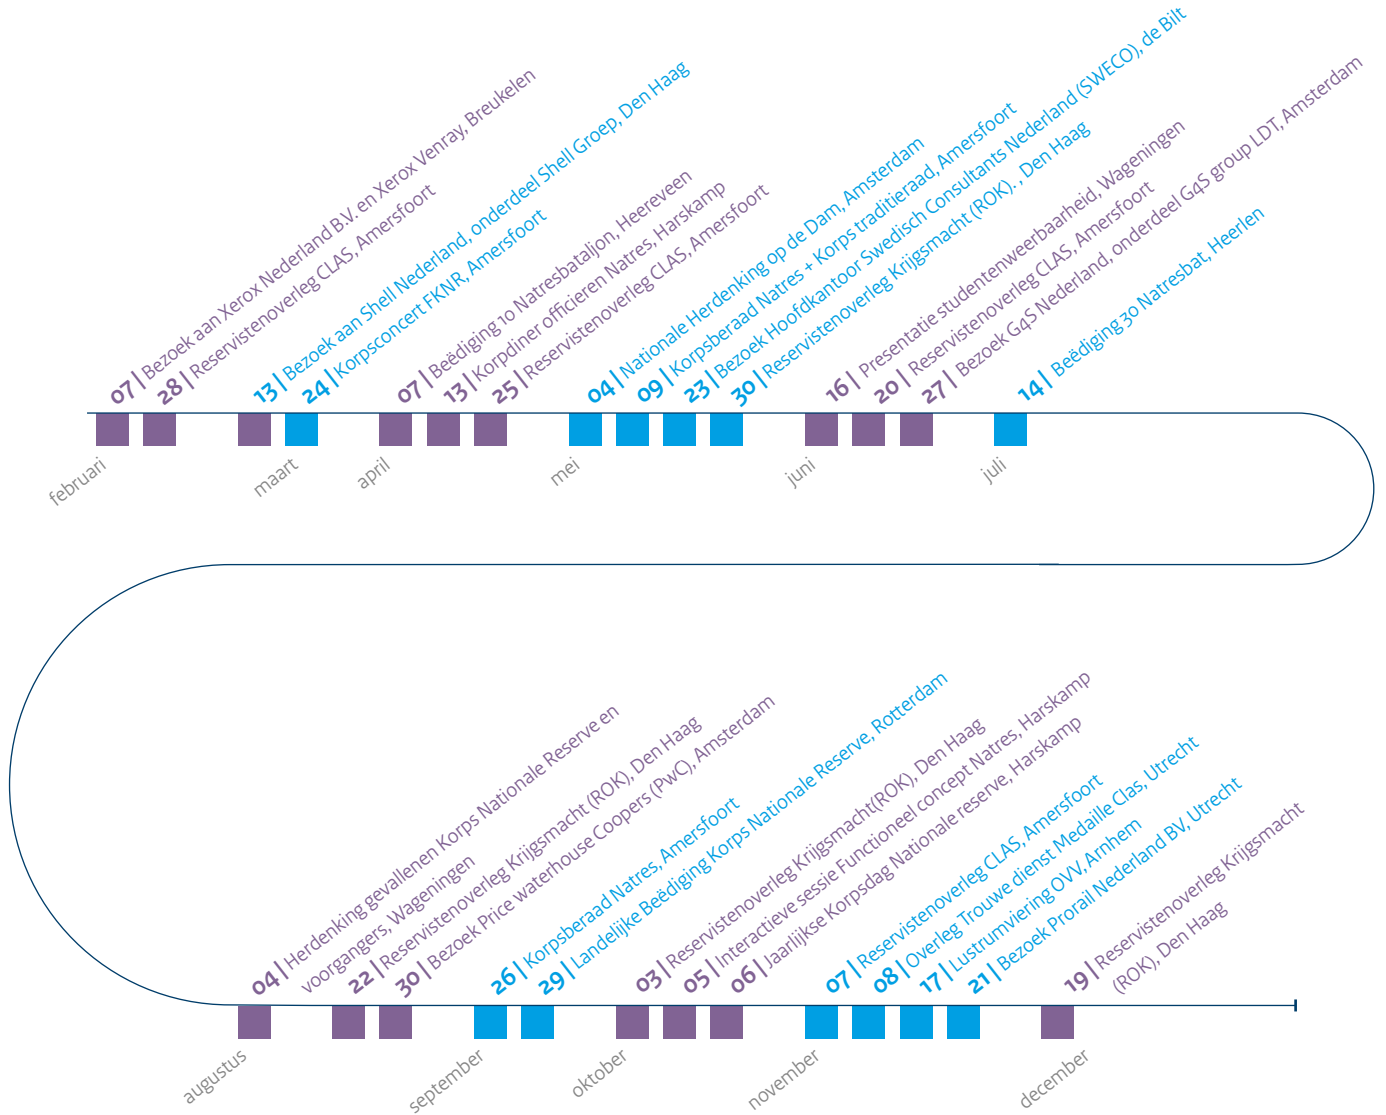 07 | Bezoek aan Xerox Nederland B.V. en Xerox Venray, Breukelen
28 | Reservistenoverleg CLAS, Amersfoort
13 | Bezoek aan Shell Nederland, onderdeel Shell Groep, Den Haag
24 | Korpsconcert FKNR, Amersfoort
07 | Beëdiging 10 Natresbataljon, Heereveen
13 | Korpdiner officieren Natres, Harskamp
25 | Reservistenoverleg CLAS, Amersfoort
04 | Nationale Herdenking op de Dam, Amsterdam
09 | Korpsberaad Natres + Korps traditieraad, Amersfoort
23 | Bezoek Hoofdkantoor Swedisch Consultants Nederland (SWECO), de Bilt
30 | Reservistenoverleg Krijgsmacht (ROK). , Den Haag
16 | Presentatie studentenweerbaarheid, Wageningen
20 | Reservistenoverleg CLAS, Amersfoort
27 | Bezoek G4S Nederland, onderdeel G4S group LDT, Amsterdam
14 | Beëdiging 30 Natresbat, Heerlen
februari
maart
april
mei
juni
juli
04 | Herdenking gevallenen Korps Nationale Reserve en
voorgangers, Wageningen
22 | Reservistenoverleg Krijgsmacht (ROK), Den Haag
30 | Bezoek Price waterhouse Coopers (PwC), Amsterdam
26 | Korpsberaad Natres, Amersfoort
29 | Landelijke Beëdiging Korps Nationale Reserve, Rotterdam
03 | Reservistenoverleg Krijgsmacht(ROK), Den Haag
05 | Interactieve sessie Functioneel concept Natres, Harskamp
06 | Jaarlijkse Korpsdag Nationale reserve, Harskamp
07 | Reservistenoverleg CLAS, Amersfoort
08 | Overleg Trouwe dienst Medaille Clas, Utrecht
17 | Lustrumviering OVV, Arnhem
21 | Bezoek Prorail Nederland BV, Utrecht
19 | Reservistenoverleg Krijgsmacht
(ROK), Den Haag
augustus
september
oktober
november
december